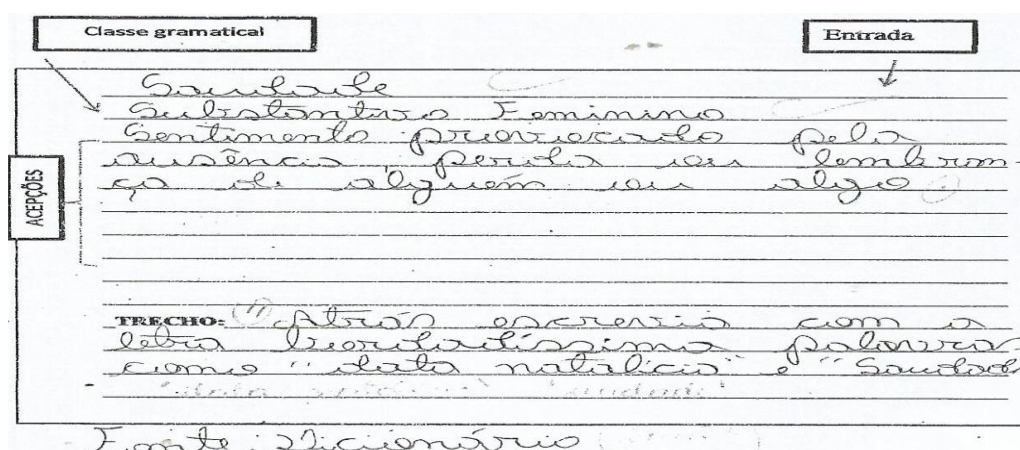 Classe gramatical
Entrada
Saudade
Substantivo Feminino
Sentimento provocado pela
ausência, perda ou lembran-
ça de alguém ou algo.
ACEPÇÕES
TRECHO: " Atrás escrevia com a
letra bordadíssima palavras
como "data natalícia" e "Saudade
Fonte: Dicionário